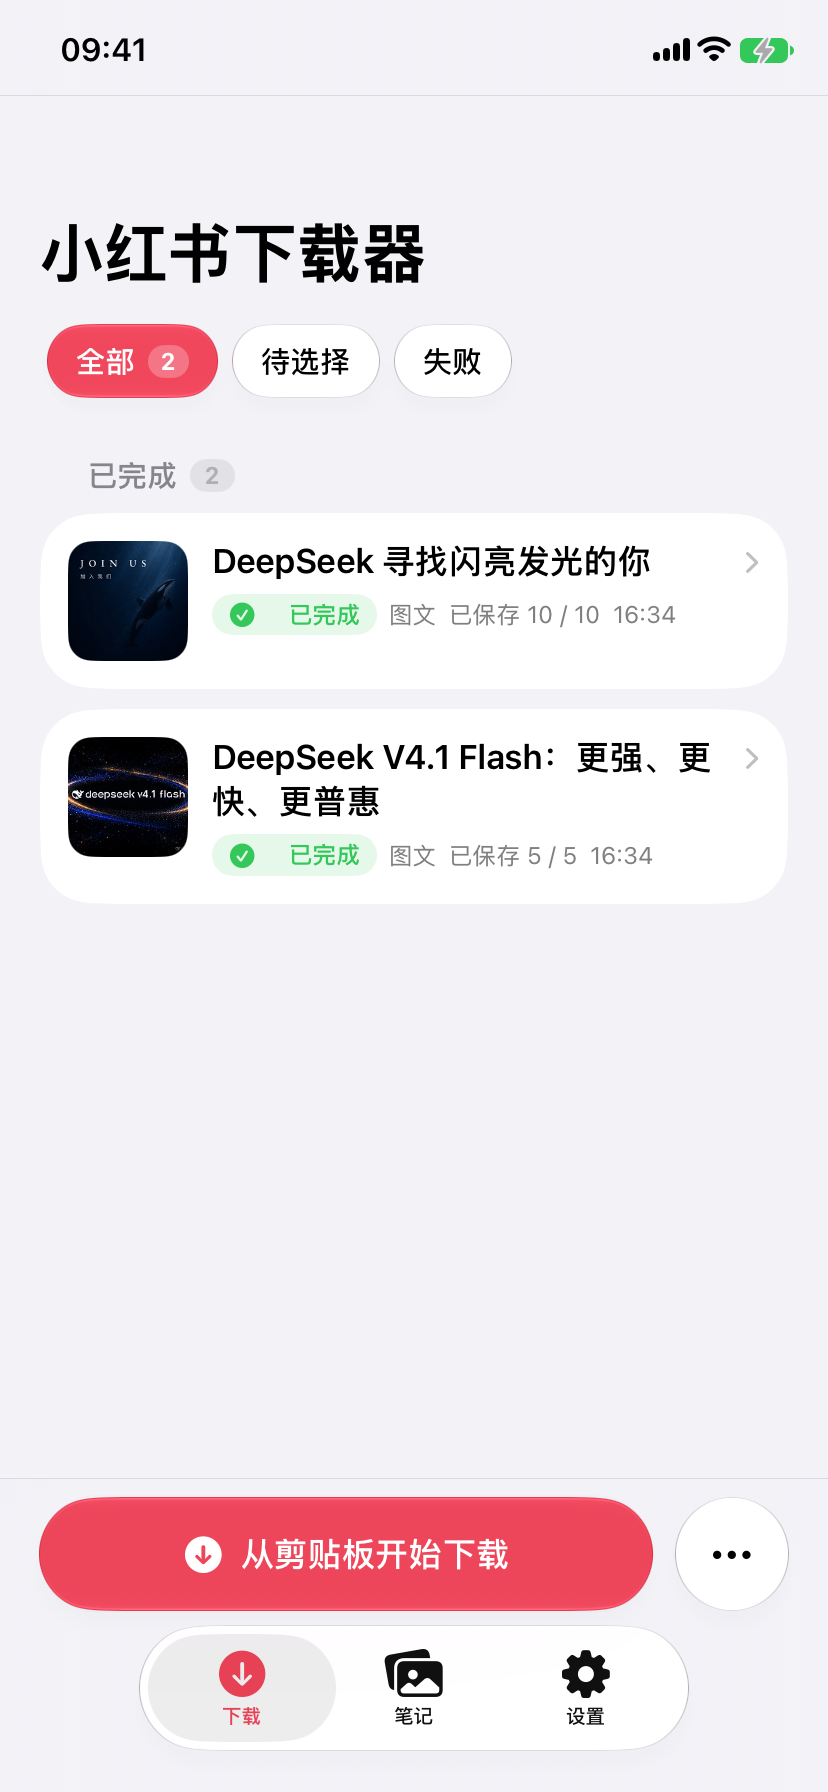 09:41
小红书下载器
全部 2
待选择
失败
已完成 2
JOIN US
加入我们
DeepSeek 寻找闪亮发光的你
已完成 图文 已保存 10 / 10 16:34
deepseek v4.1 flash
DeepSeek V4.1 Flash：更强、更
快、更普惠
已完成 图文 已保存 5 / 5 16:34
从剪贴板开始下载
下载
笔记
设置